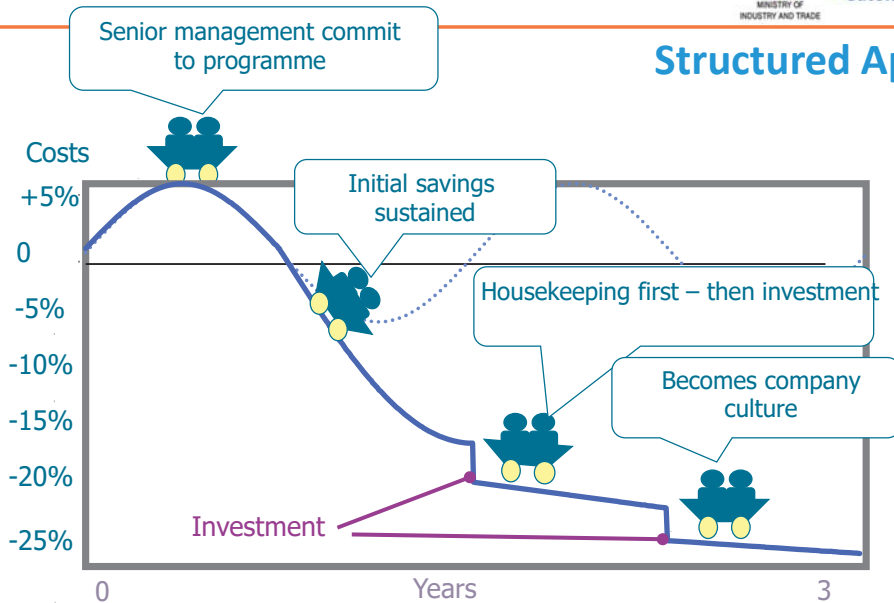 MINISTRY OF
INDUSTRY AND TRADE
Senior management commit
to programme
Costs
+5%
Initial savings
sustained
0
Housekeeping first – then investment
-5%
-10%
Becomes company
culture
-15%
-20%
Investment
-25%
0
Years
3